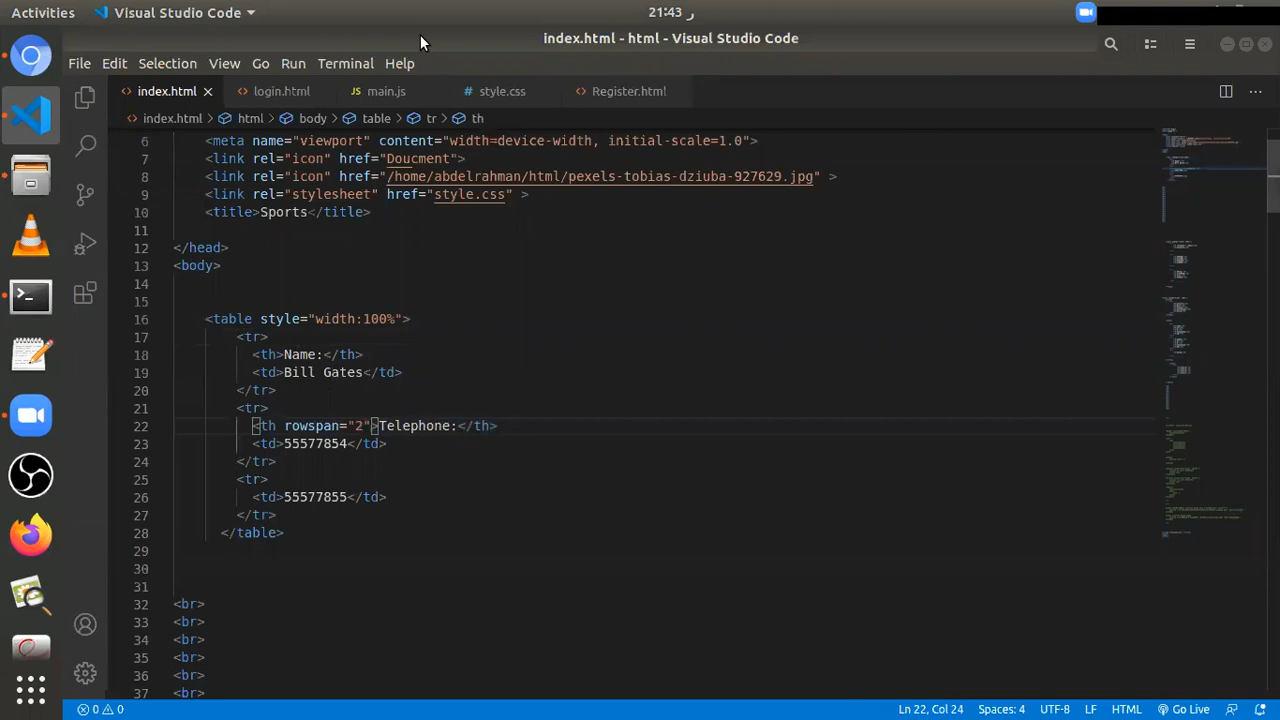 Activities
Visual Studio Code
21:43 ر
index.html - html - Visual Studio Code
File Edit Selection View Go Run Terminal Help
index.html
login.html
main.js
style.css
Register.html
index.html > html > body > table > tr > th
6 <meta name="viewport" content="width=device-width, initial-scale=1.0">
7 <link rel="icon" href="Doucment">
8 <link rel="icon" href="/home/abdelrahman/html/pexels-tobias-dziuba-927629.jpg" >
9 <link rel="stylesheet" href="style.css" >
10 <title>Sports</title>
11
12 </head>
13 <body>
14
15
16 <table style="width:100%">
17 <tr>
18 <th>Name:</th>
19 <td>Bill Gates</td>
20 </tr>
21 <tr>
22 <th rowspan="2">Telephone:</th>
23 <td>55577854</td>
24 </tr>
25 <tr>
26 <td>55577855</td>
27 </tr>
28 </table>
29
30
31
32 <br>
33 <br>
34 <br>
35 <br>
36 <br>
37 <br>
0 0
Ln 22, Col 24
Spaces: 4
UTF-8
LF
HTML
Go Live